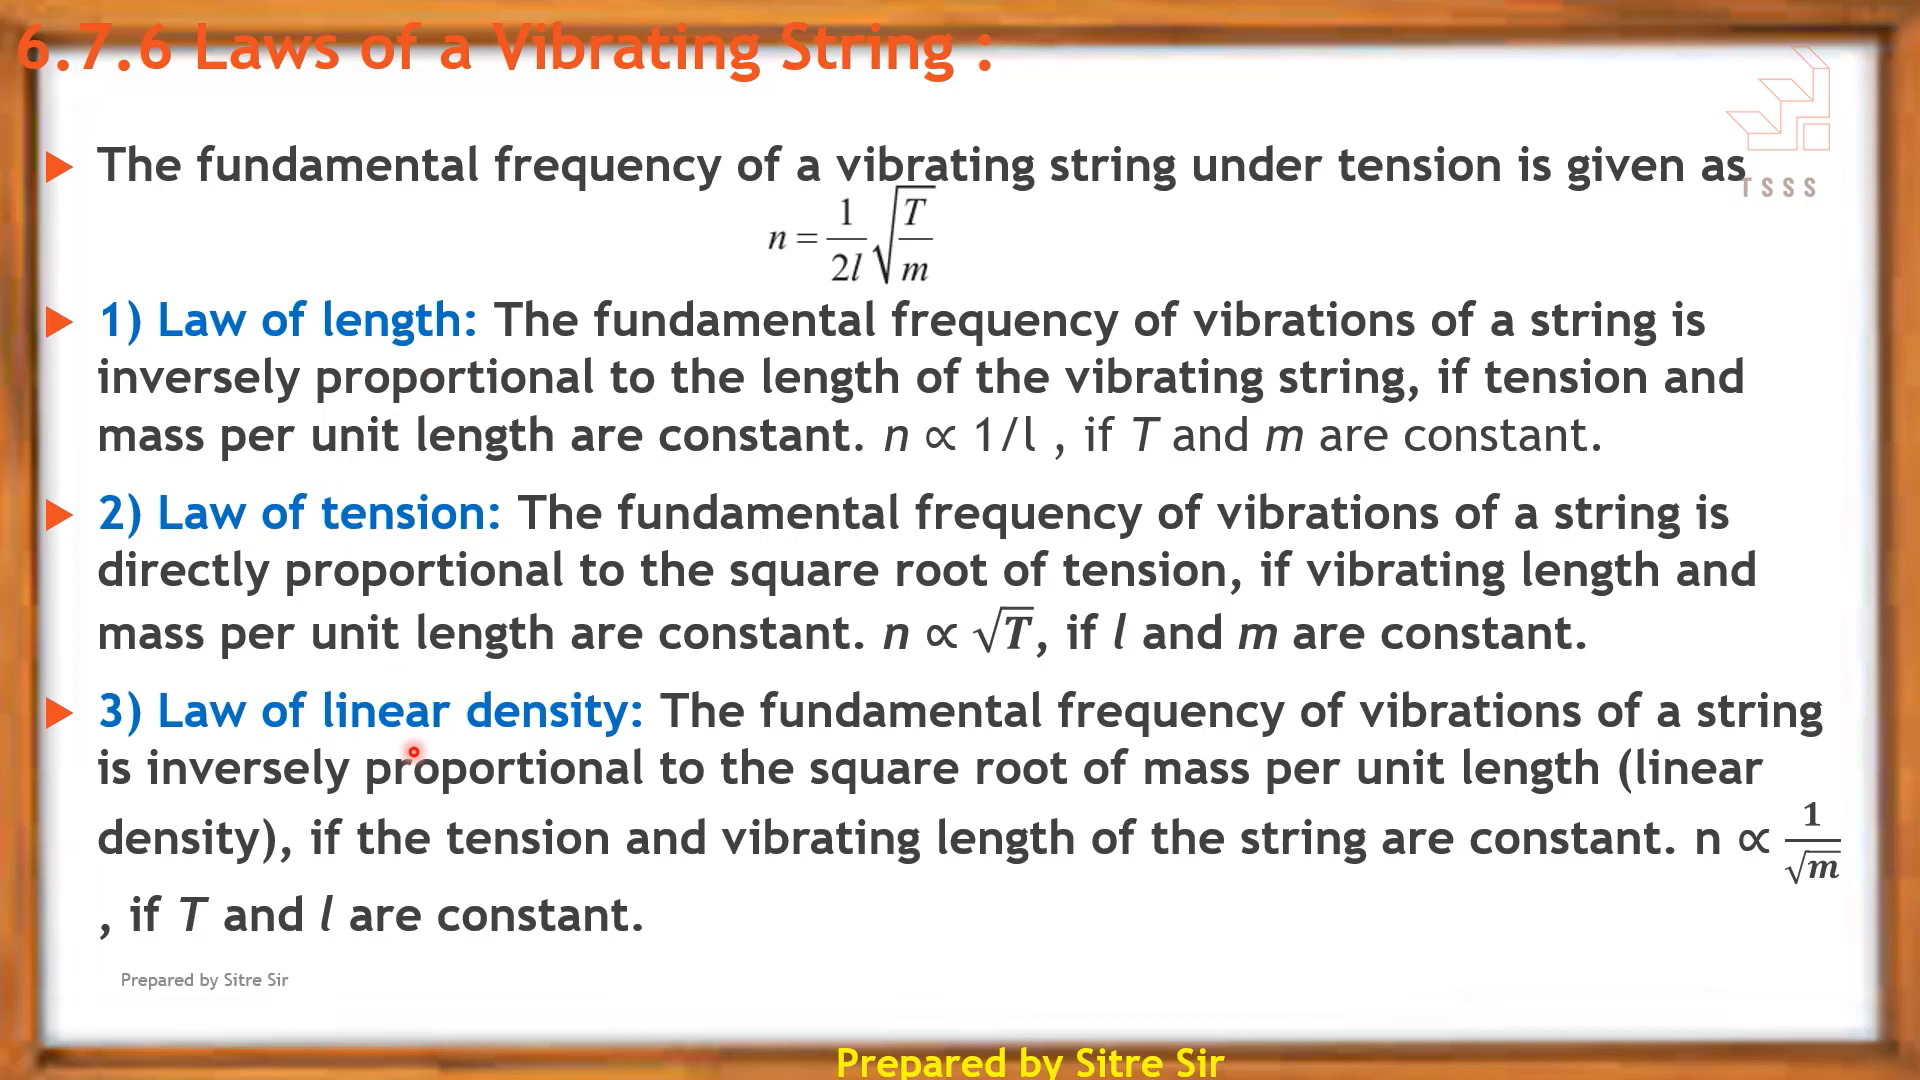 6.7.6 Laws of a Vibrating String :
The fundamental frequency of a vibrating string under tension is given as
TSSS
n = \frac{1}{2l} \sqrt{\frac{T}{m}}
1) Law of length: The fundamental frequency of vibrations of a string is
inversely proportional to the length of the vibrating string, if tension and
mass per unit length are constant. n ∝ 1/l , if T and m are constant.
2) Law of tension: The fundamental frequency of vibrations of a string is
directly proportional to the square root of tension, if vibrating length and
mass per unit length are constant. n ∝ √T, if l and m are constant.
3) Law of linear density: The fundamental frequency of vibrations of a string
is inversely proportional to the square root of mass per unit length (linear
density), if the tension and vibrating length of the string are constant. n ∝ \frac{1}{\sqrt{m}}
, if T and l are constant.
Prepared by Sitre Sir
Prepared by Sitre Sir